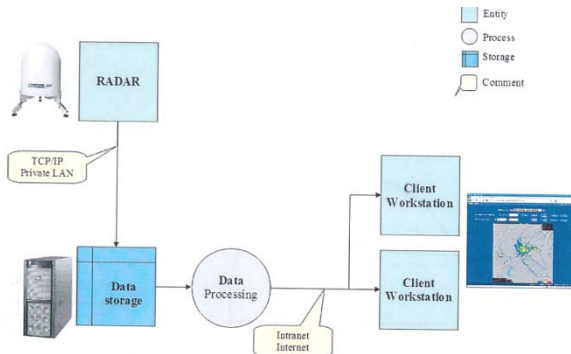 Entity
Process
Storage
Comment
RADAR
TCP/IP
Private LAN
Client
Workstation
Data
storage
Data
Processing
Client
Workstation
Intranet
Internet